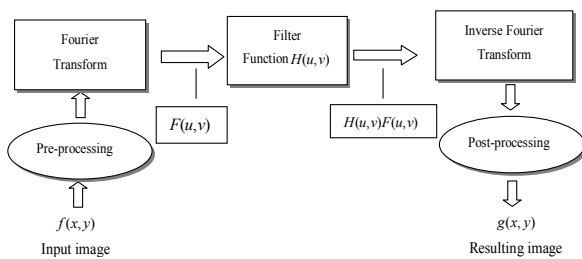 Fourier
Transform
Filter
Function H(u,v)
Inverse Fourier
Transform
F(u,v)
H(u,v)F(u,v)
Pre-processing
Post-processing
f(x,y)
Input image
g(x,y)
Resulting image